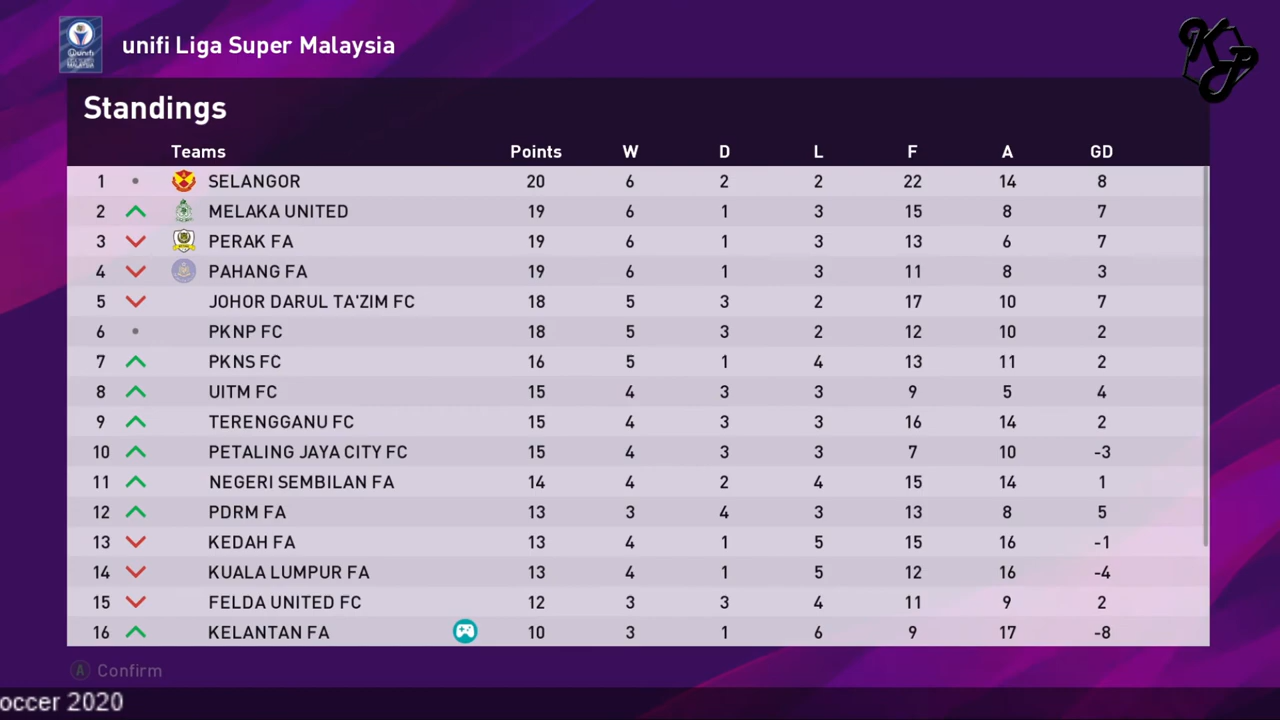 unifi Liga Super Malaysia
KP
Standings
Teams Points W D L F A GD
1 SELANGOR 20 6 2 2 22 14 8
2 MELAKA UNITED 19 6 1 3 15 8 7
3 PERAK FA 19 6 1 3 13 6 7
4 PAHANG FA 19 6 1 3 11 8 3
5 JOHOR DARUL TA'ZIM FC 18 5 3 2 17 10 7
6 PKNP FC 18 5 3 2 12 10 2
7 PKNS FC 16 5 1 4 13 11 2
8 UITM FC 15 4 3 3 9 5 4
9 TERENGGANU FC 15 4 3 3 16 14 2
10 PETALING JAYA CITY FC 15 4 3 3 7 10 -3
11 NEGERI SEMBILAN FA 14 4 2 4 15 14 1
12 PDRM FA 13 3 4 3 13 8 5
13 KEDAH FA 13 4 1 5 15 16 -1
14 KUALA LUMPUR FA 13 4 1 5 12 16 -4
15 FELDA UNITED FC 12 3 3 4 11 9 2
16 KELANTAN FA 10 3 1 6 9 17 -8
A Confirm
occer 2020